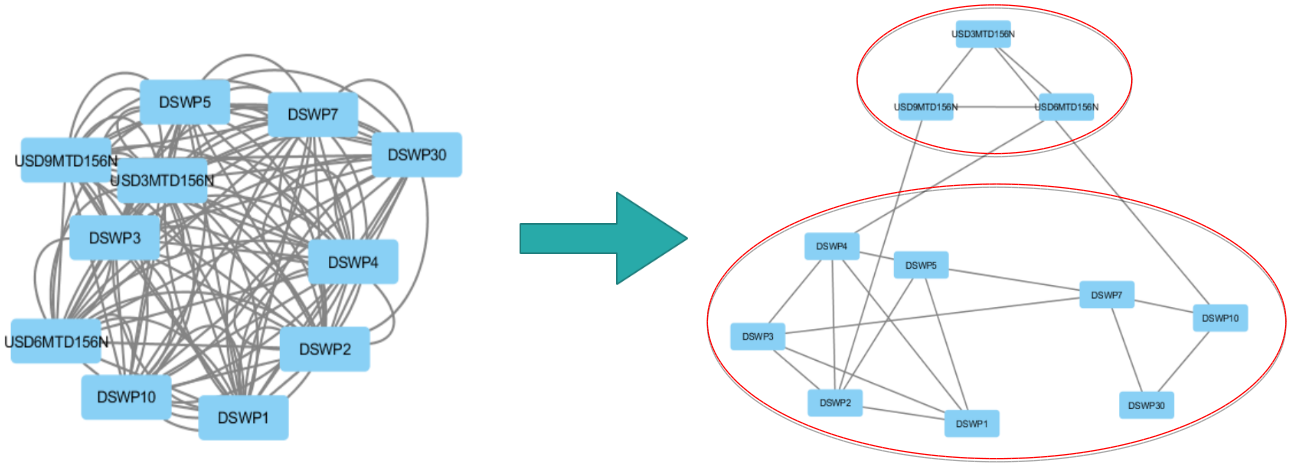 DSWP5
DSWP7
DSWP30
USD9MTD156N
USD3MTD156N
DSWP3
DSWP4
USD6MTD156N
DSWP2
DSWP10
DSWP1
USD3MTD156N
USD9MTD156N
USD6MTD156N
DSWP4
DSWP5
DSWP7
DSWP10
DSWP3
DSWP2
DSWP30
DSWP1